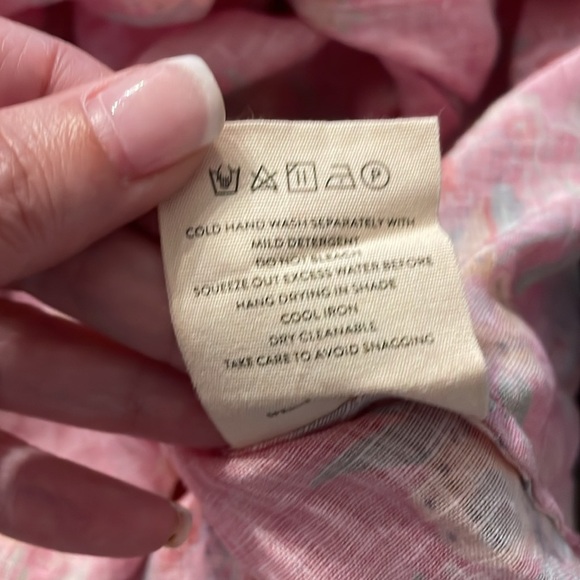 P
COLD HAND WASH SEPARATELY WITH
MILD DETERGENT
DO NOT BLEACH
SQUEEZE OUT EXCESS WATER BEFORE
HANG DRYING IN SHADE
COOL IRON
DRY CLEANABLE
TAKE CARE TO AVOID SNAGGING